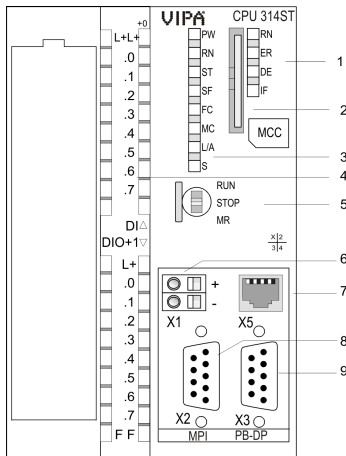 +0
VIPA CPU 314ST
L+L+
.0
.1
.2
.3
.4
.5
.6
.7
DI△
DIO+1▽
L+
.0
.1
.2
.3
.4
.5
.6
.7
F F
PW
RN
ST
SF
FC
MC
L/A
S
RN
ER
DE
IF
MCC
RUN
STOP
MR
X 2
3 4
+
-
X1
X5
X2
X3
MPI
PB-DP
1
2
3
4
5
6
7
8
9